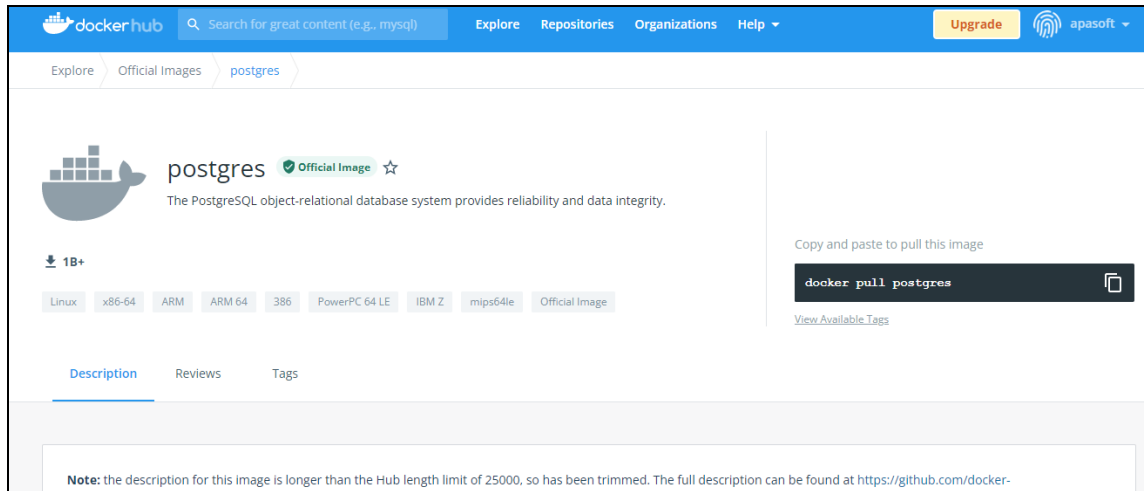 dockerhub Search for great content (e.g., mysql) Explore Repositories Organizations Help Upgrade apasoft
Explore Official Images postgres
postgres Official Image
The PostgreSQL object-relational database system provides reliability and data integrity.
1B+
Linux x86-64 ARM ARM 64 386 PowerPC 64 LE IBM Z mips64le Official Image
Copy and paste to pull this image
docker pull postgres
View Available Tags
Description Reviews Tags
Note: the description for this image is longer than the Hub length limit of 25000, so has been trimmed. The full description can be found at https://github.com/docker-